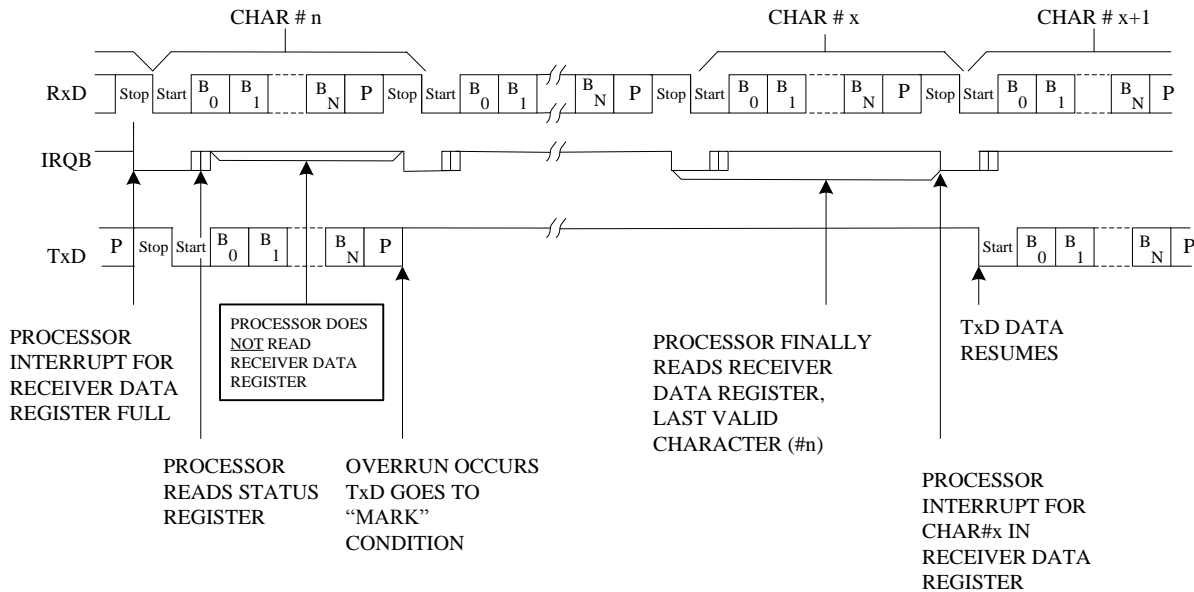 CHAR # n
CHAR # x
CHAR # x+1
RxD
Stop Start B0 B1 BN P Stop Start B0 B1 BN P Stop Start B0 B1 BN P Stop Start B0 B1 BN P
IRQB
TxD
P Stop Start B0 B1 BN P Start B0 B1 BN P
PROCESSOR
INTERRUPT FOR
RECEIVER DATA
REGISTER FULL
PROCESSOR DOES
NOT READ
RECEIVER DATA
REGISTER
PROCESSOR FINALLY
READS RECEIVER
DATA REGISTER,
LAST VALID
CHARACTER (#n)
TxD DATA
RESUMES
PROCESSOR
READS STATUS
REGISTER
OVERRUN OCCURS
TxD GOES TO
“MARK”
CONDITION
PROCESSOR
INTERRUPT FOR
CHAR#x IN
RECEIVER DATA
REGISTER